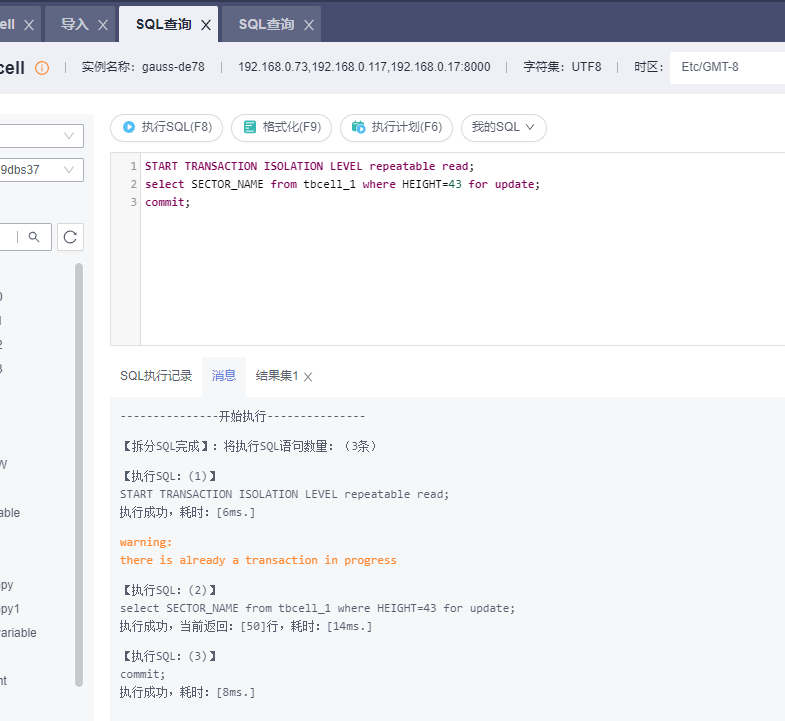 ell X 导入 X SQL查询 X SQL查询 X
cell 实例名称: gauss-de78 192.168.0.73,192.168.0.117,192.168.0.17:8000 字符集: UTF8 时区: Etc/GMT-8
执行SQL(F8) 格式化(F9) 执行计划(F6) 我的SQL
9dbs37
1 START TRANSACTION ISOLATION LEVEL repeatable read;
2 select SECTOR_NAME from tbcell_1 where HEIGHT=43 for update;
3 commit;
2
3
W
able
py
py1
ariable
nt
SQL执行记录 消息 结果集1 X
---------------开始执行---------------
【拆分SQL完成】: 将执行SQL语句数量: (3条)
【执行SQL: (1)】
START TRANSACTION ISOLATION LEVEL repeatable read;
执行成功, 耗时: [6ms.]
warning:
there is already a transaction in progress
【执行SQL: (2)】
select SECTOR_NAME from tbcell_1 where HEIGHT=43 for update;
执行成功, 当前返回: [50]行, 耗时: [14ms.]
【执行SQL: (3)】
commit;
执行成功, 耗时: [8ms.]